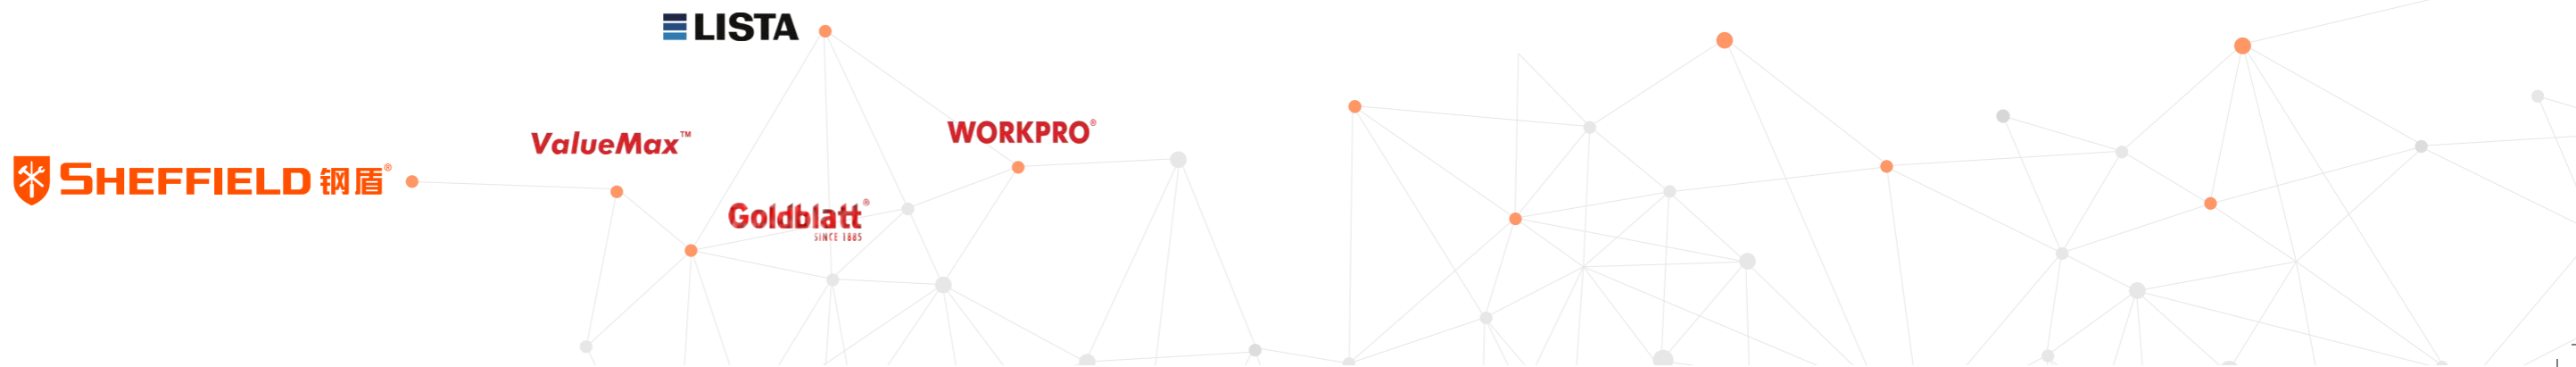 LISTA
ValueMax™
WORKPRO®
SHEFFIELD 钢盾®
Goldblatt®
SINCE 1885